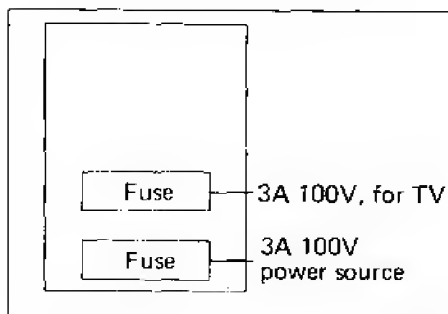 Fuse
3A 100V, for TV
Fuse
3A 100V
power source